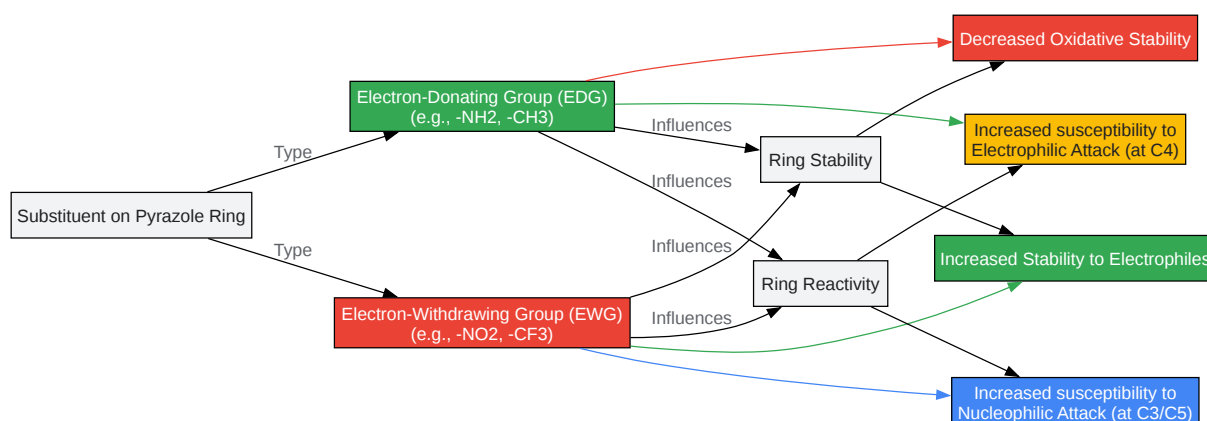 Decreased Oxidative Stability
Electron-Donating Group (EDG)
(e.g., -NH2, -CH3)
Influences
Increased susceptibility to
Electrophilic Attack (at C4)
Type
Ring Stability
Influences
Substituent on Pyrazole Ring
Type
Influences
Increased Stability to Electrophiles
Ring Reactivity
Electron-Withdrawing Group (EWG)
(e.g., -NO2, -CF3)
Influences
Increased susceptibility to
Nucleophilic Attack (at C3/C5)